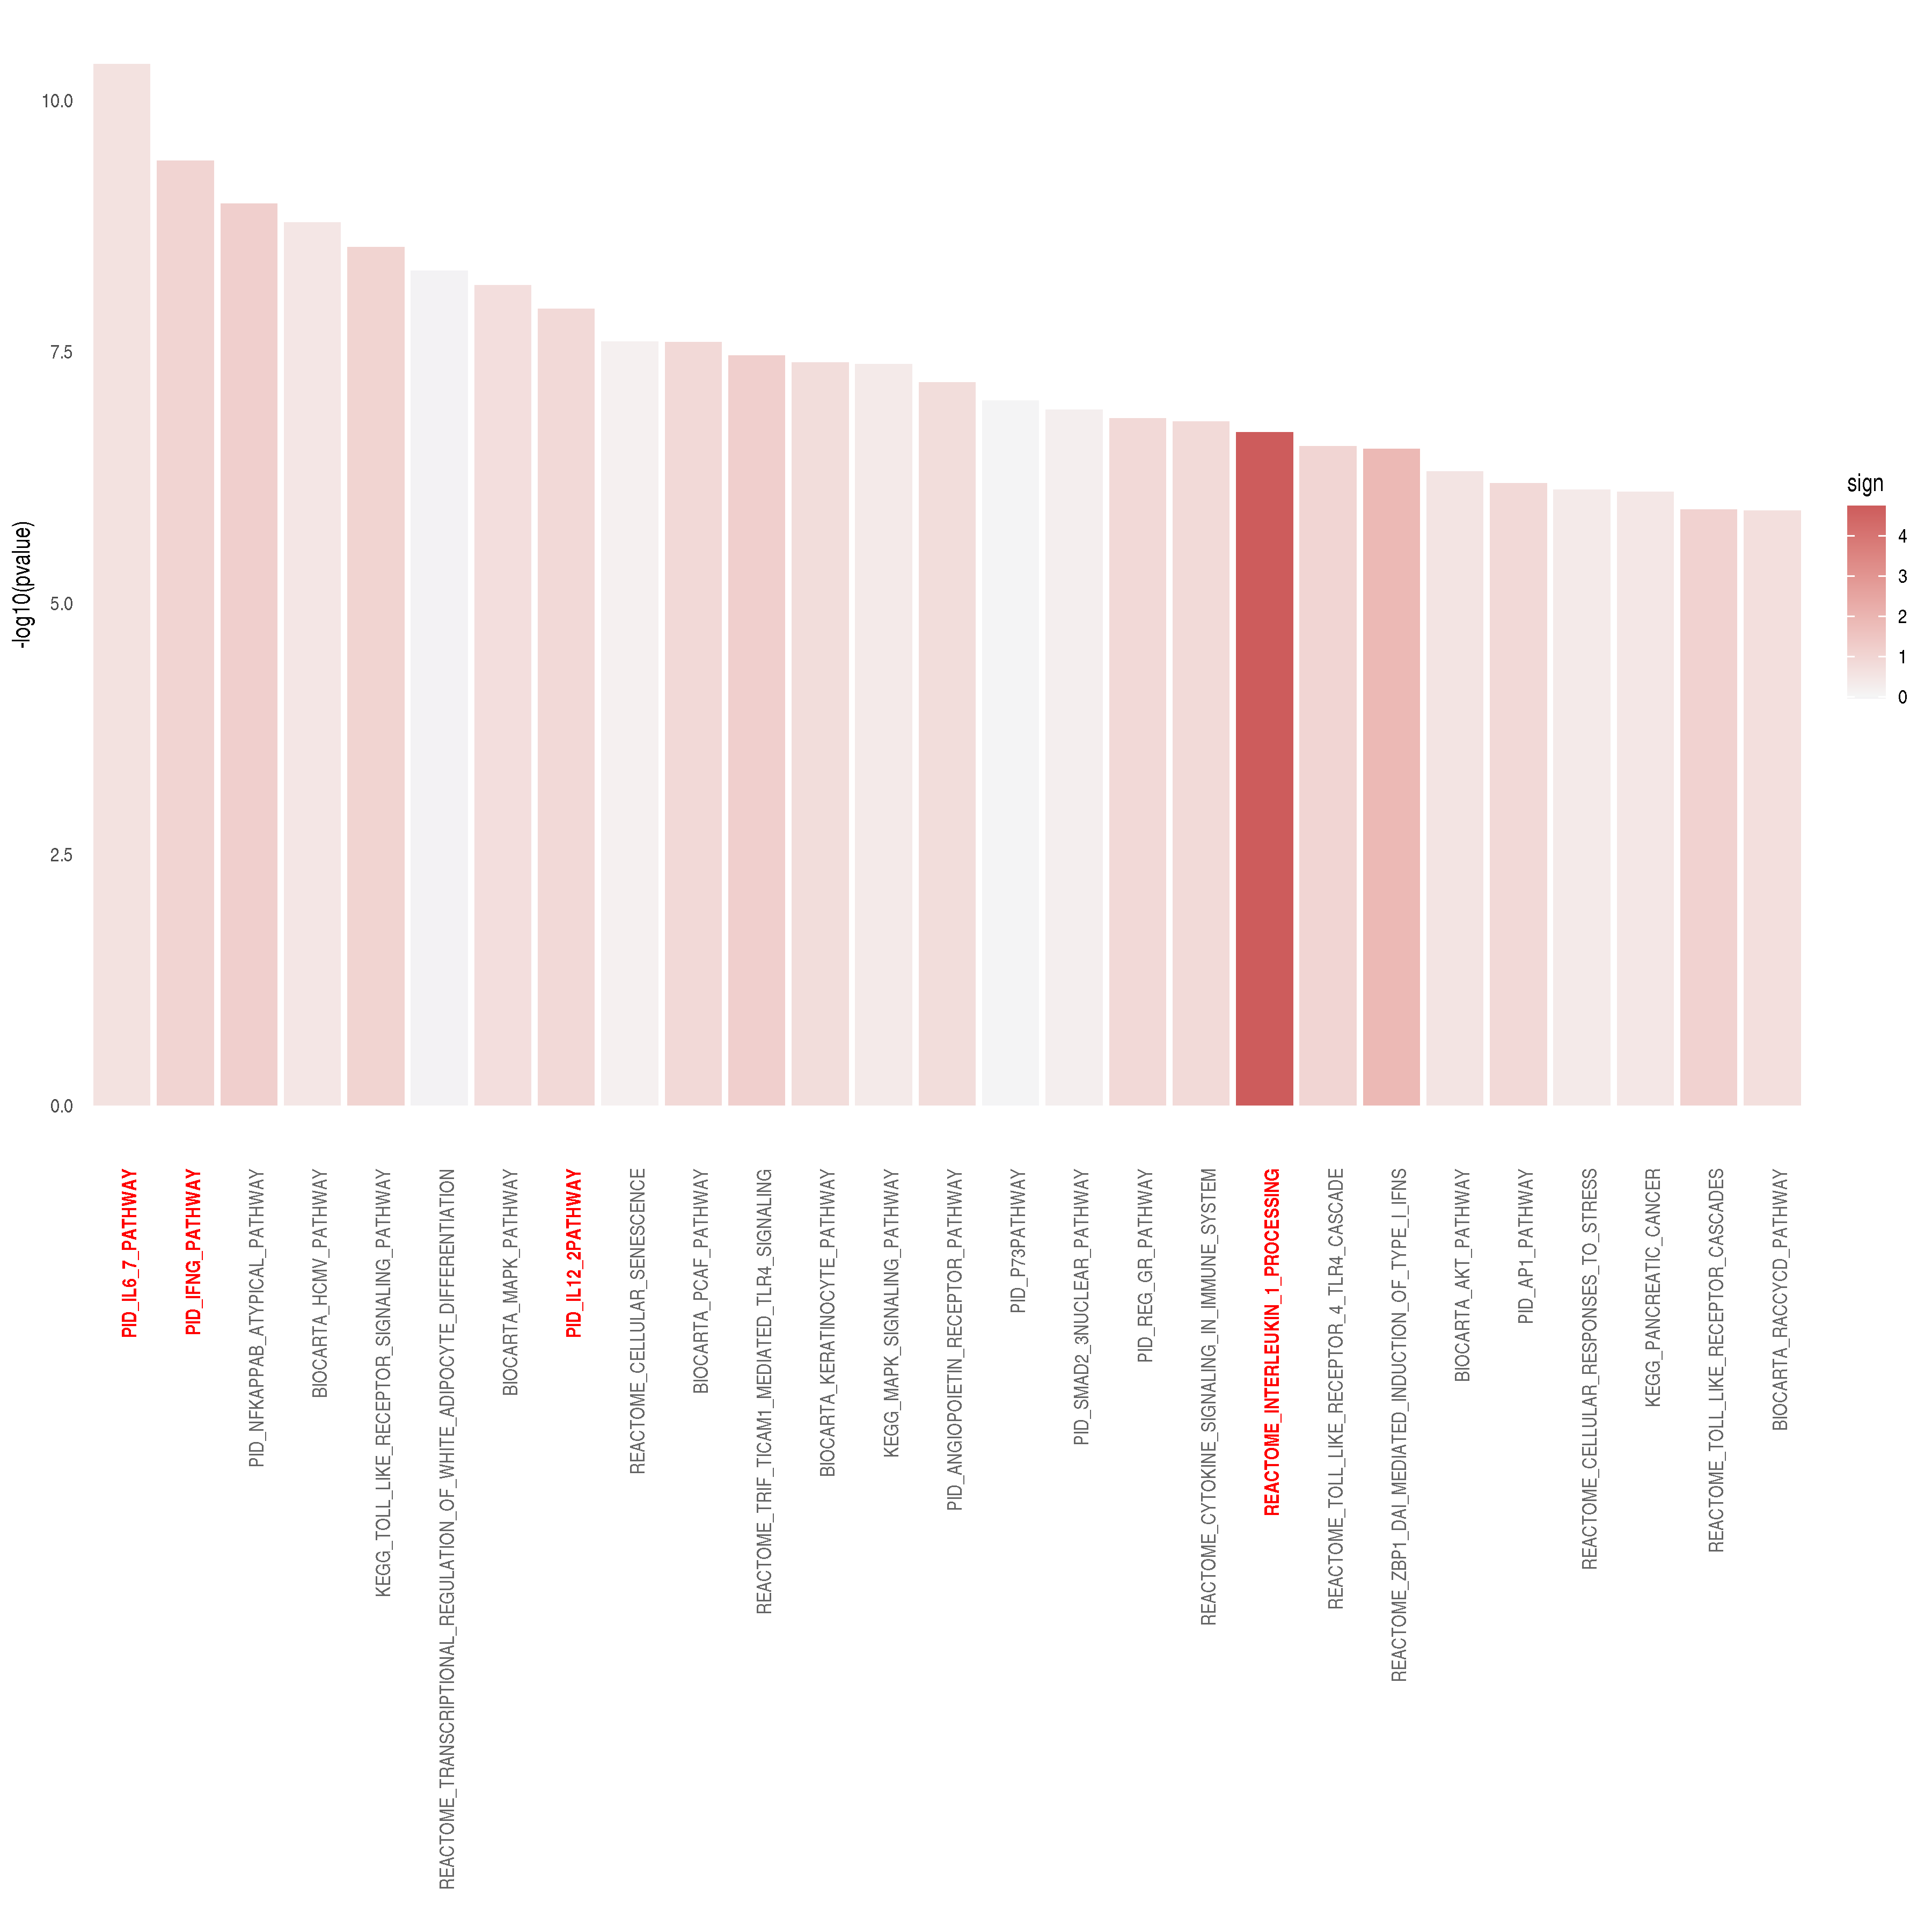 10.0
7.5
5.0
2.5
0.0
-log10(pvalue)
PID_IL6_7_PATHWAY
PID_IFNG_PATHWAY
PID_NFKAPPAB_ATYPICAL_PATHWAY
BIOCARTA_HCMV_PATHWAY
KEGG_TOLL_LIKE_RECEPTOR_SIGNALING_PATHWAY
REACTOME_TRANSCRIPTIONAL_REGULATION_OF_WHITE_ADIPOCYTE_DIFFERENTIATION
BIOCARTA_MAPK_PATHWAY
PID_IL12_2PATHWAY
REACTOME_CELLULAR_SENESCENCE
BIOCARTA_PCAF_PATHWAY
REACTOME_TRIF_TICAM1_MEDIATED_TLR4_SIGNALING
BIOCARTA_KERATINOCYTE_PATHWAY
KEGG_MAPK_SIGNALING_PATHWAY
PID_ANGIOPOIETIN_RECEPTOR_PATHWAY
PID_P73PATHWAY
PID_SMAD2_3NUCLEAR_PATHWAY
PID_REG_GR_PATHWAY
REACTOME_CYTOKINE_SIGNALING_IN_IMMUNE_SYSTEM
REACTOME_INTERLEUKIN_1_PROCESSING
REACTOME_TOLL_LIKE_RECEPTOR_4_TLR4_CASCADE
REACTOME_ZBP1_DAI_MEDIATED_INDUCTION_OF_TYPE_I_IFNS
BIOCARTA_AKT_PATHWAY
PID_AP1_PATHWAY
REACTOME_CELLULAR_RESPONSES_TO_STRESS
KEGG_PANCREATIC_CANCER
REACTOME_TOLL_LIKE_RECEPTOR_CASCADES
BIOCARTA_RACCYCD_PATHWAY
sign
4
3
2
1
0